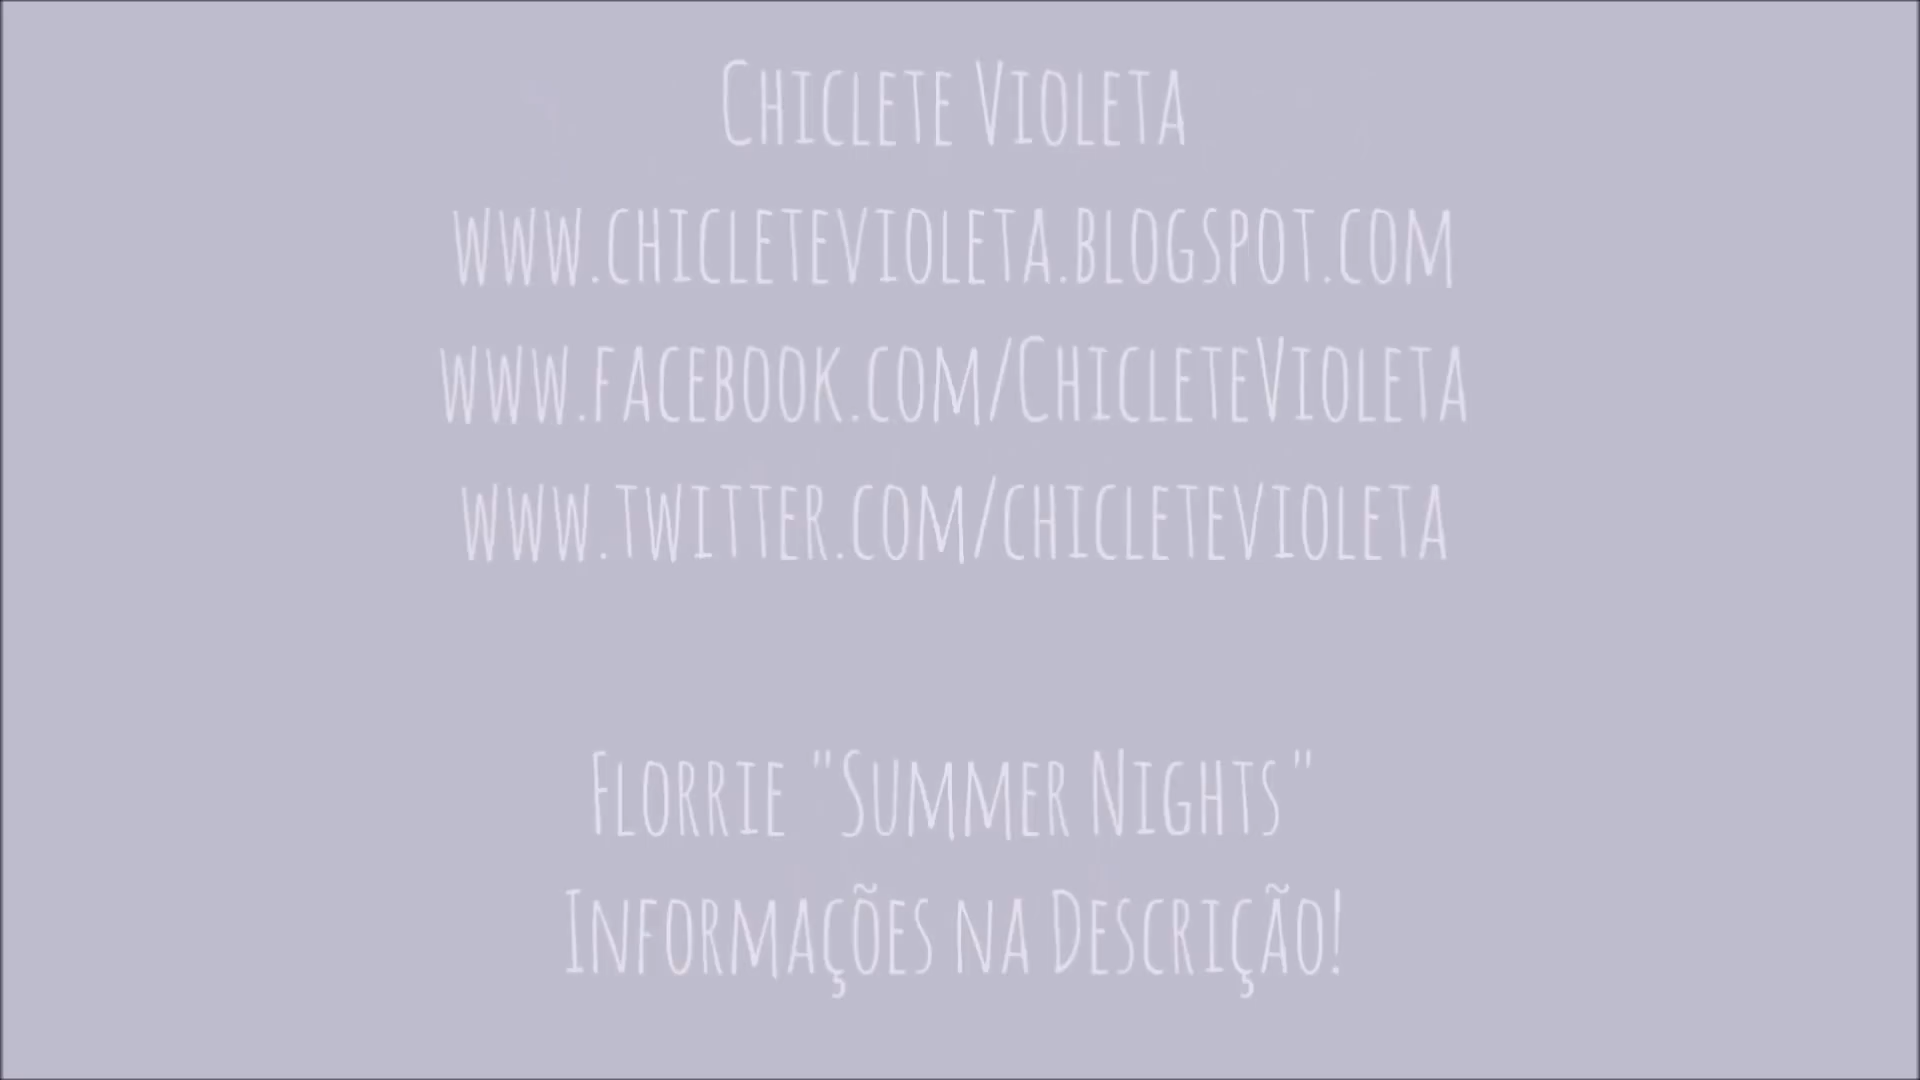 Chiclete Violeta
www.chicletevioleta.blogspot.com
www.facebook.com/ChicleteVioleta
www.twitter.com/chicletevioleta
Florrie "Summer Nights"
Informações na Descrição!